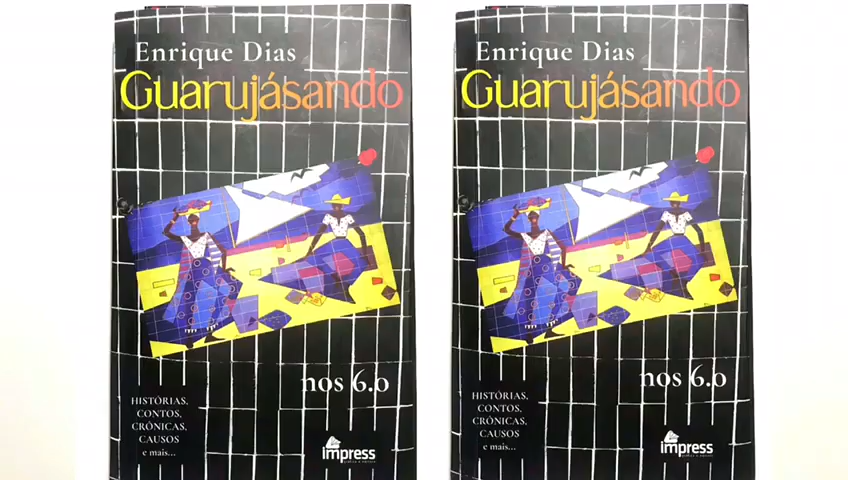 Enrique Dias
Guarujásando
nos 6.0
HISTÓRIAS,
CONTOS,
CRÔNICAS,
CAUSOS
e mais...
impress
Enrique Dias
Guarujásando
nos 6.0
HISTÓRIAS,
CONTOS,
CRÔNICAS,
CAUSOS
e mais...
impress